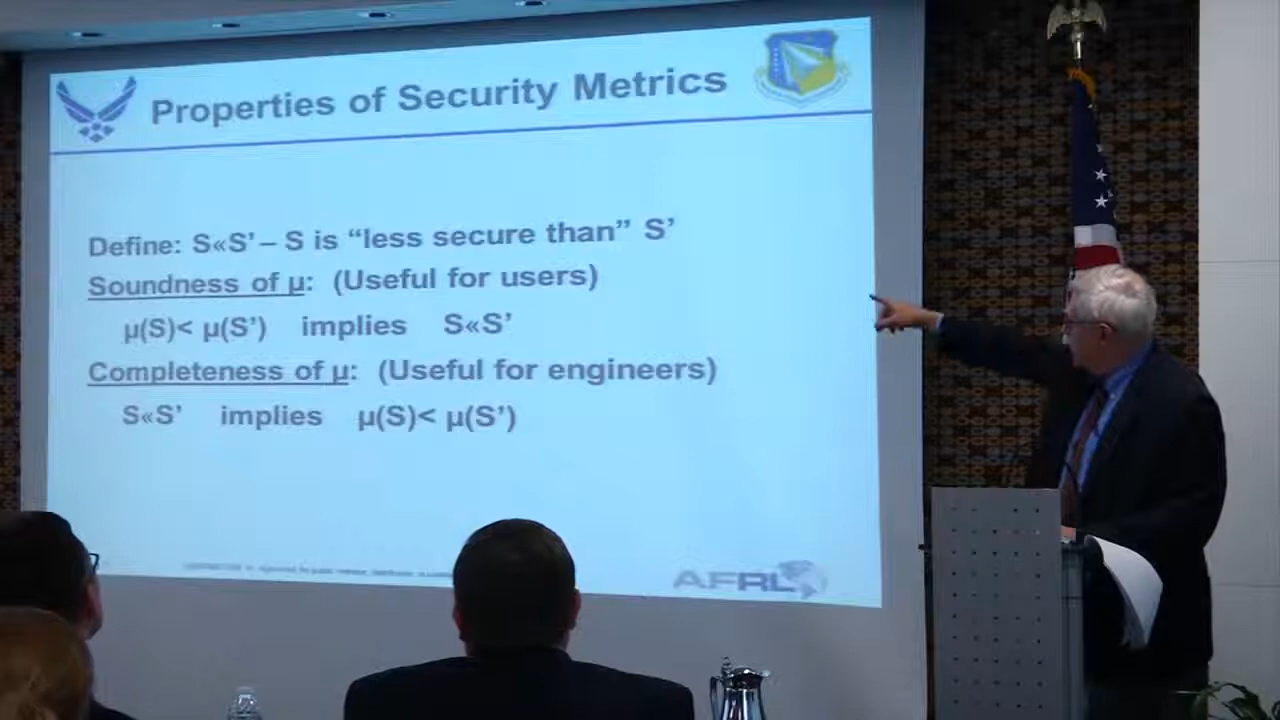 Properties of Security Metrics
Define: S«S’ – S is “less secure than” S’
Soundness of μ: (Useful for users)
μ(S)< μ(S’) implies S«S’
Completeness of μ: (Useful for engineers)
S«S’ implies μ(S)< μ(S’)
AFRL